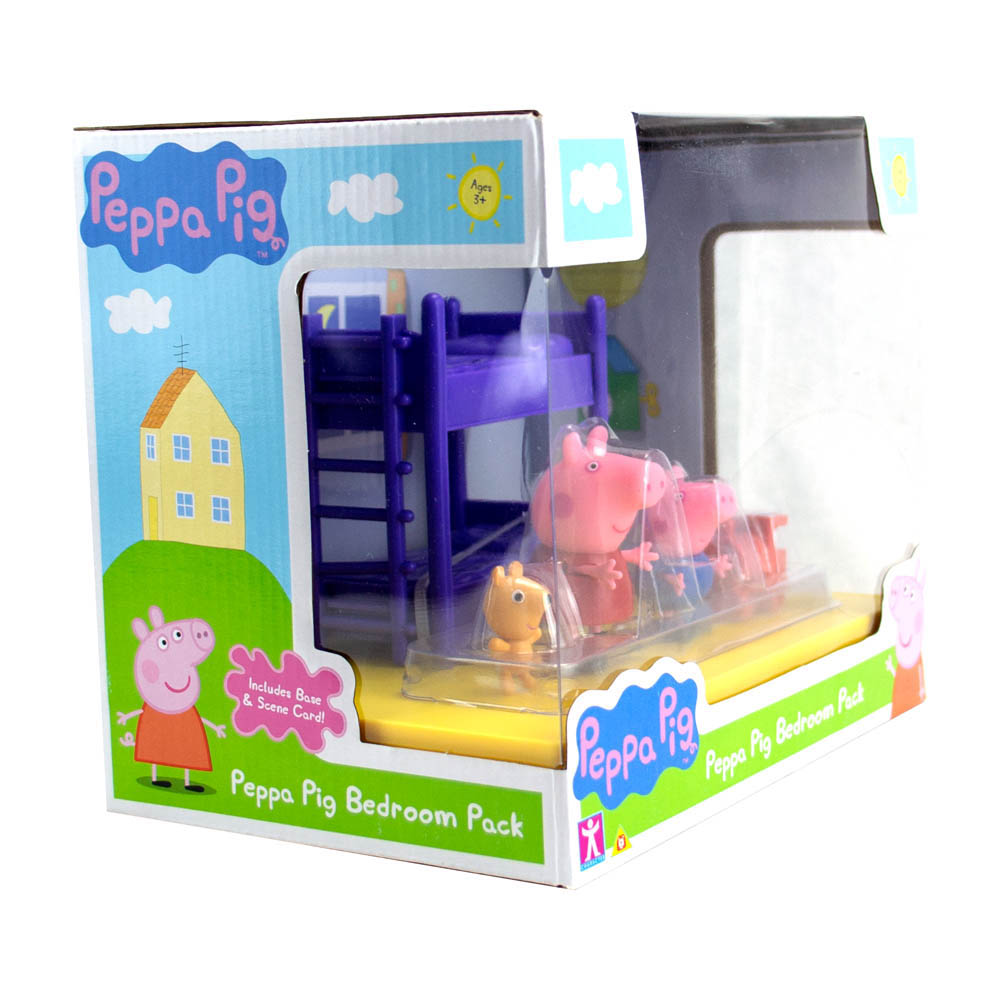 Peppa Pig
TM
Ages
3+
Includes Base
& Scene Card!
Peppa Pig Bedroom Pack
Peppa Pig
Peppa Pig Bedroom Pack
CHARACTER